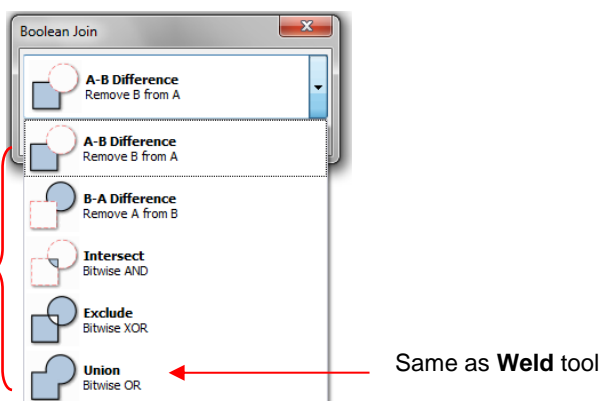 Boolean Join
A-B Difference
Remove B from A
A-B Difference
Remove B from A
B-A Difference
Remove A from B
Intersect
Bitwise AND
Exclude
Bitwise XOR
Union
Bitwise OR
Same as Weld tool